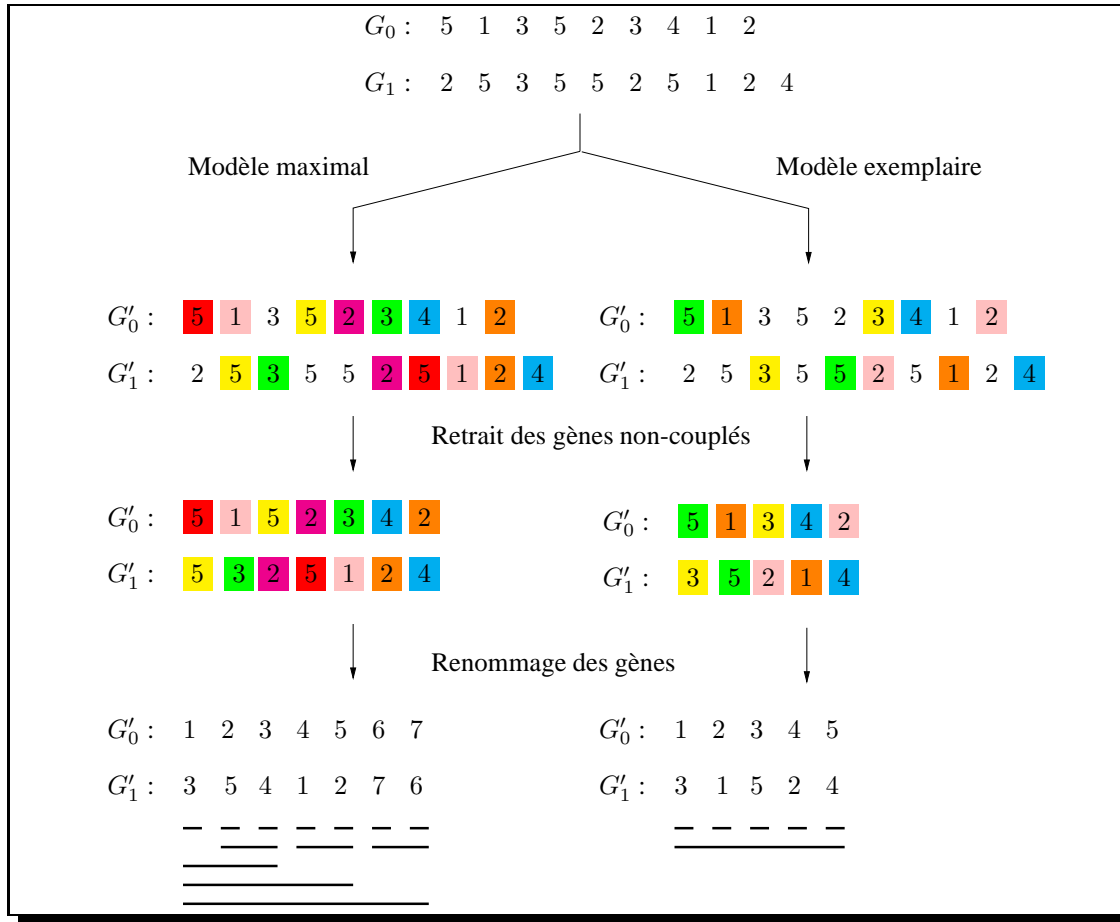 G₀ : 5 1 3 5 2 3 4 1 2
G₁ : 2 5 3 5 5 2 5 1 2 4
Modèle maximal
Modèle exemplaire
G′₀ : 5 1 3 5 2 3 4 1 2
G′₀ : 5 1 3 5 2 3 4 1 2
G′₁ : 2 5 3 5 5 2 5 1 2 4
G′₁ : 2 5 3 5 5 2 5 1 2 4
Retrait des gènes non-couplés
G′₀ : 5 1 5 2 3 4 2
G′₀ : 5 1 3 4 2
G′₁ : 5 3 2 5 1 2 4
G′₁ : 3 5 2 1 4
Renommage des gènes
G′₀ : 1 2 3 4 5 6 7
G′₀ : 1 2 3 4 5
G′₁ : 3 5 4 1 2 7 6
G′₁ : 3 1 5 2 4